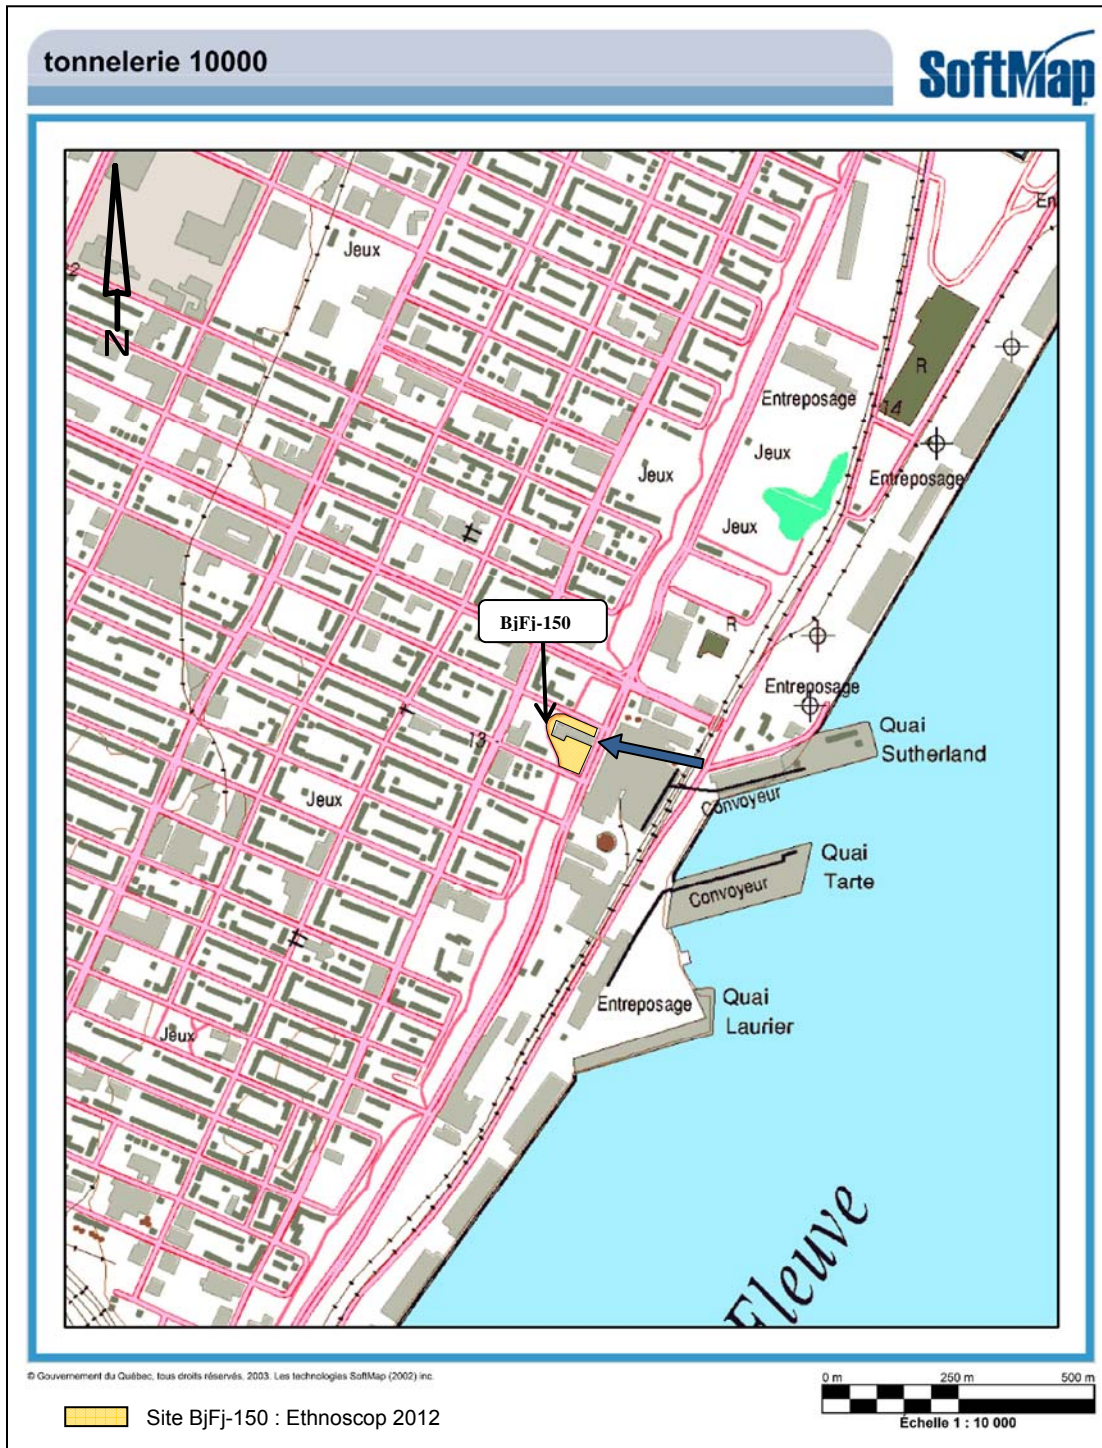 tonnelerie 10000
SoftMap
N
Jeux
En
R
14
Entreposage
Jeux
Jeux
Entreposage
Jeux
BjFj-150
R
Entreposage
13
Quai
Sutherland
Convoyeur
Jeux
Quai
Tarte
Convoyeur
Entreposage
Quai
Laurier
Jeux
Fleuve
© Gouvernement du Québec, tous droits réservés, 2003. Les technologies SoftMap (2002) inc.
0 m 250 m 500 m
Échelle 1 : 10 000
Site BjFj-150 : Ethnoscop 2012